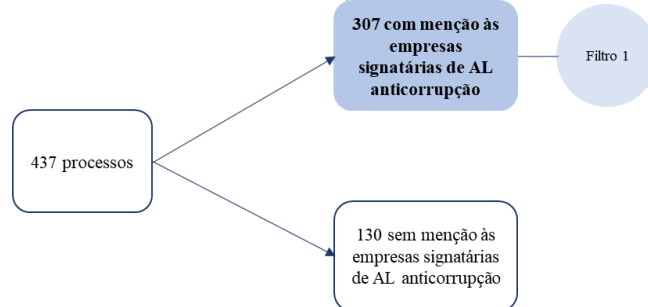 437 processos
307 com menção às
empresas
signatárias de AL
anticorrupção
Filtro 1
130 sem menção às
empresas signatárias
de AL anticorrupção